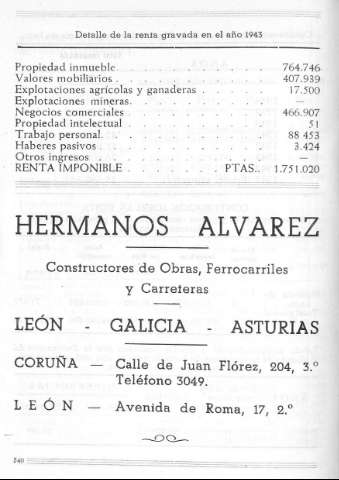 Detalle de la renta gravada en el año 1943
Propiedad inmueble. . . . . . . . . . 764.746
Valores mobiliarios . . . . . . . . . . 407.939
Explotaciones agrícolas y ganaderas . . . . . 17.500
Explotaciones mineras. . . . . . . . . —
Negocios comerciales . . . . . . . . . 466.907
Propiedad intelectual . . . . . . . . . 51
Trabajo personal. . . . . . . . . . . 88 453
Haberes pasivos . . . . . . . . . . . 3.424
Otros ingresos . . . . . . . . . . . —
RENTA IMPONIBLE . . . . . . . PTAS.. 1.751.020
HERMANOS ALVAREZ
Constructores de Obras, Ferrocarriles
y Carreteras
LEÓN - GALICIA - ASTURIAS
CORUÑA — Calle de Juan Flórez, 204, 3.º
Teléfono 3049.
LEÓN — Avenida de Roma, 17, 2.º
540